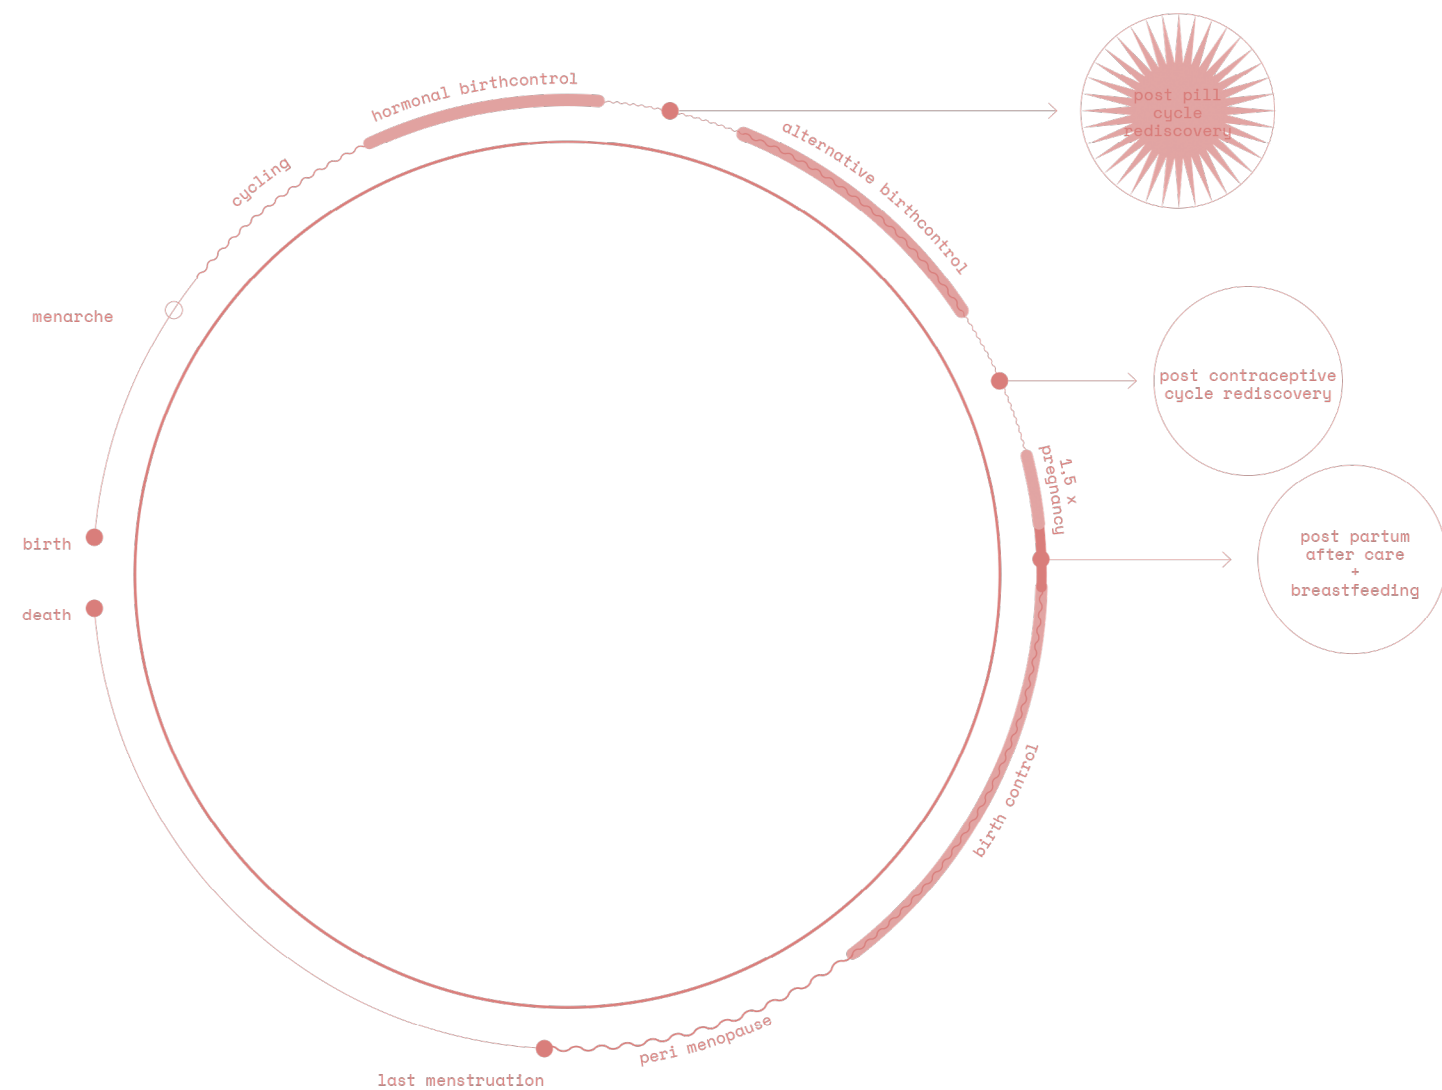 hormonal birthcontrol
post pill
cycle
rediscovery
alternative birthcontrol
cycling
menarche
post contraceptive
cycle rediscovery
1,5 x
pregnancy
birth
post partum
after care
+
breastfeeding
death
birth control
peri menopause
last menstruation